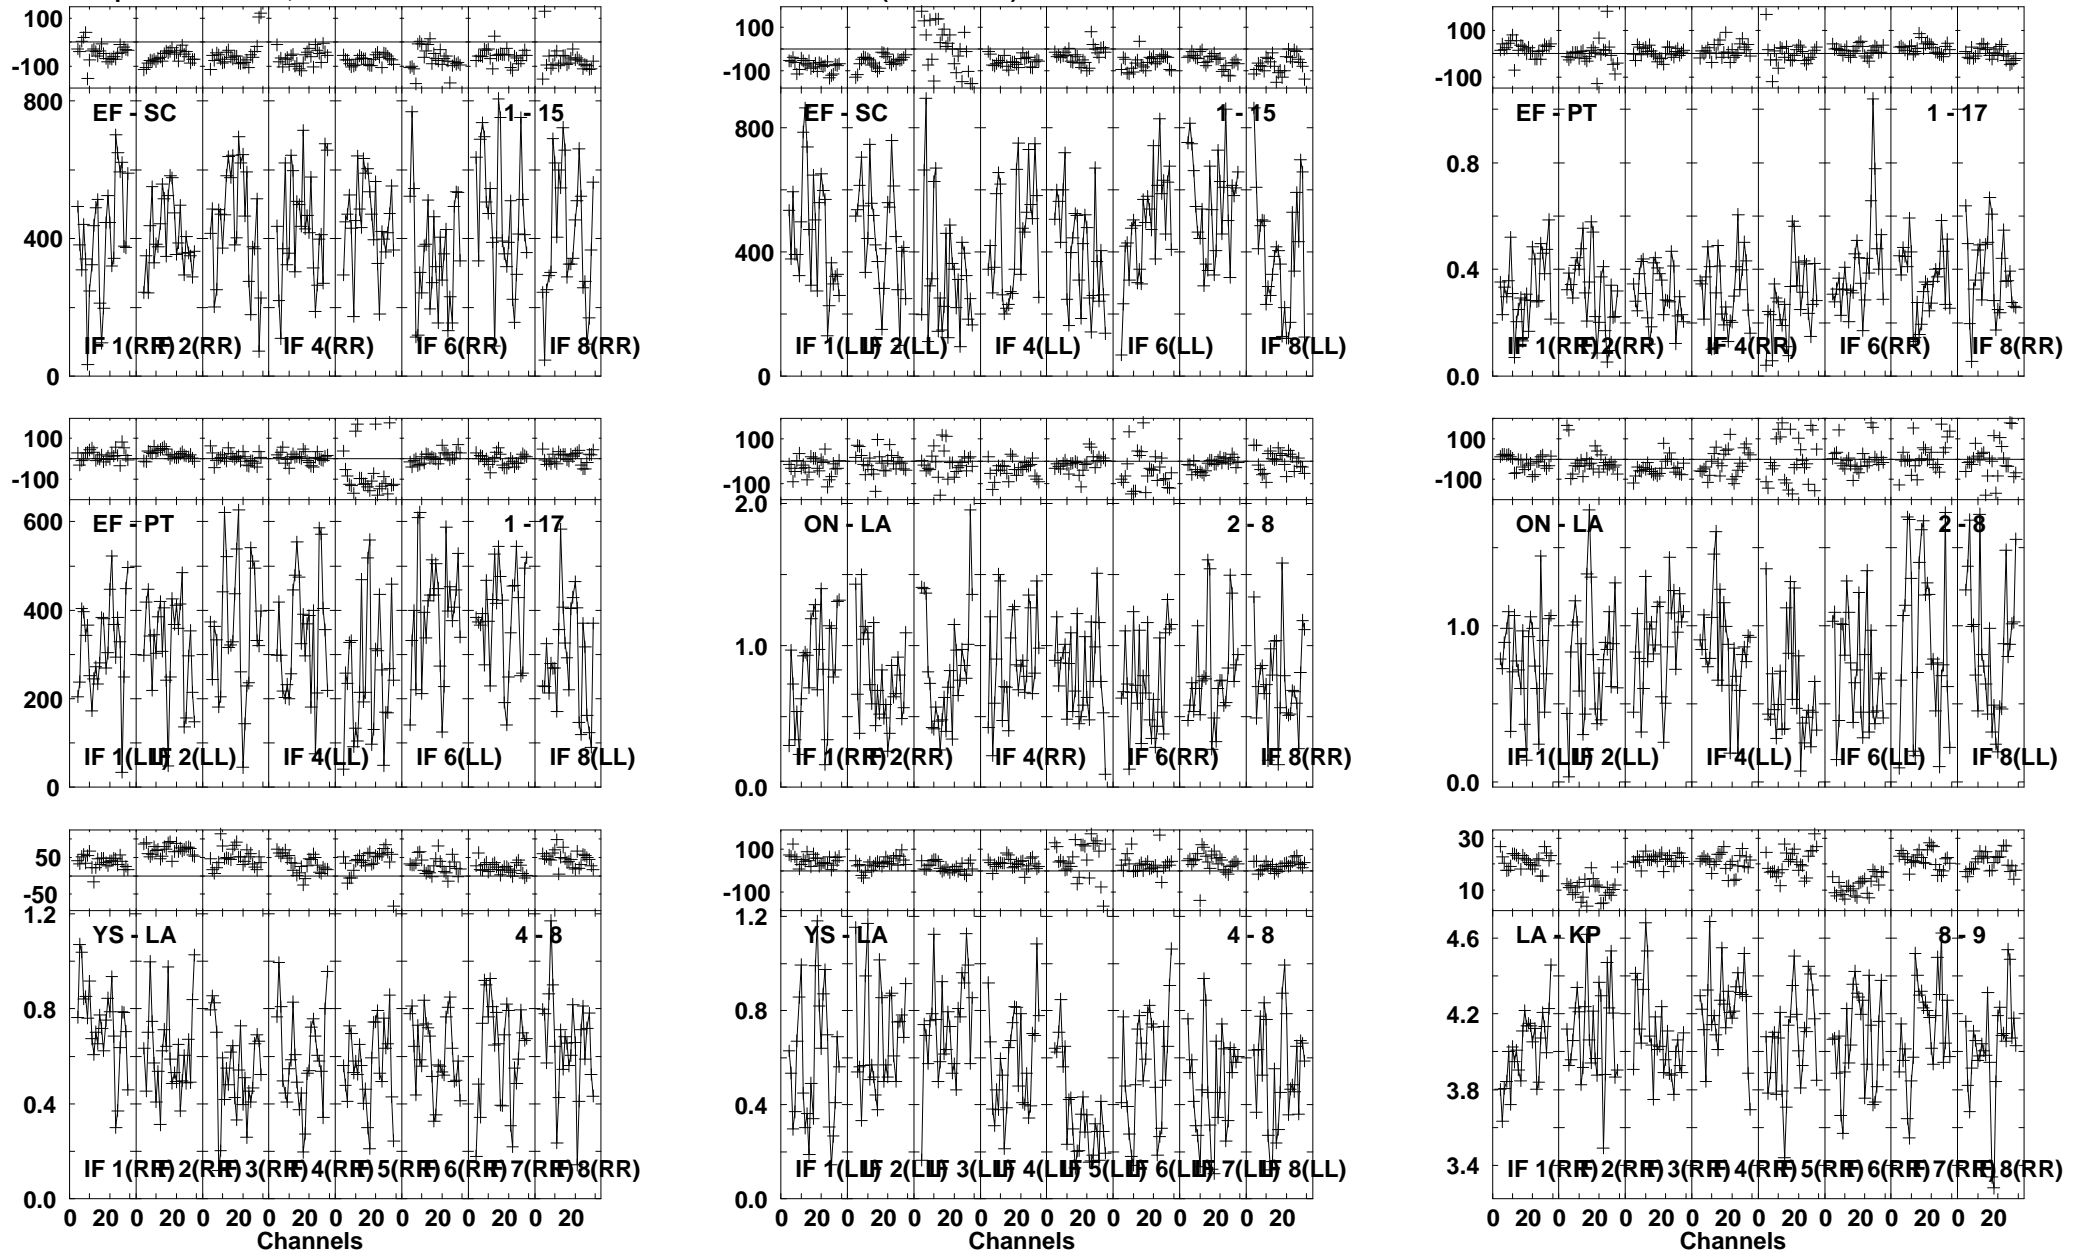 100
-100
EF - SC
1 - 15
800
400
0
IF 1(RR)
IF 2(RR)
IF 4(RR)
IF 6(RR)
IF 8(RR)
100
-100
EF - SC
1 - 15
800
400
0
IF 1(LL)
IF 2(LL)
IF 4(LL)
IF 6(LL)
IF 8(LL)
100
-100
EF - PT
1 - 17
0.8
0.4
0.0
IF 1(RR)
IF 2(RR)
IF 4(RR)
IF 6(RR)
IF 8(RR)
100
-100
EF - PT
1 - 17
600
400
200
0
IF 1(LL)
IF 2(LL)
IF 4(LL)
IF 6(LL)
IF 8(LL)
100
-100
2.0
ON - LA
2 - 8
1.0
0.0
IF 1(RR)
IF 2(RR)
IF 4(RR)
IF 6(RR)
IF 8(RR)
100
-100
ON - LA
2 - 8
1.0
0.0
IF 1(LL)
IF 2(LL)
IF 4(LL)
IF 6(LL)
IF 8(LL)
50
-50
1.2
YS - LA
4 - 8
0.8
0.4
0.0
IF 1(RR)
IF 2(RR)
IF 3(RR)
IF 4(RR)
IF 5(RR)
IF 6(RR)
IF 7(RR)
IF 8(RR)
0 20 0 20 0 20 0 20 0 20 0 20 0 20 0 20
Channels
100
-100
1.2
YS - LA
4 - 8
0.8
0.4
0.0
IF 1(LL)
IF 2(LL)
IF 3(LL)
IF 4(LL)
IF 5(LL)
IF 6(LL)
IF 7(LL)
IF 8(LL)
0 20 0 20 0 20 0 20 0 20 0 20 0 20 0 20
Channels
30
10
LA - KP
8 - 9
4.6
4.2
3.8
3.4
IF 1(RR)
IF 2(RR)
IF 3(RR)
IF 4(RR)
IF 5(RR)
IF 6(RR)
IF 7(RR)
IF 8(RR)
0 20 0 20 0 20 0 20 0 20 0 20 0 20 0 20
Channels